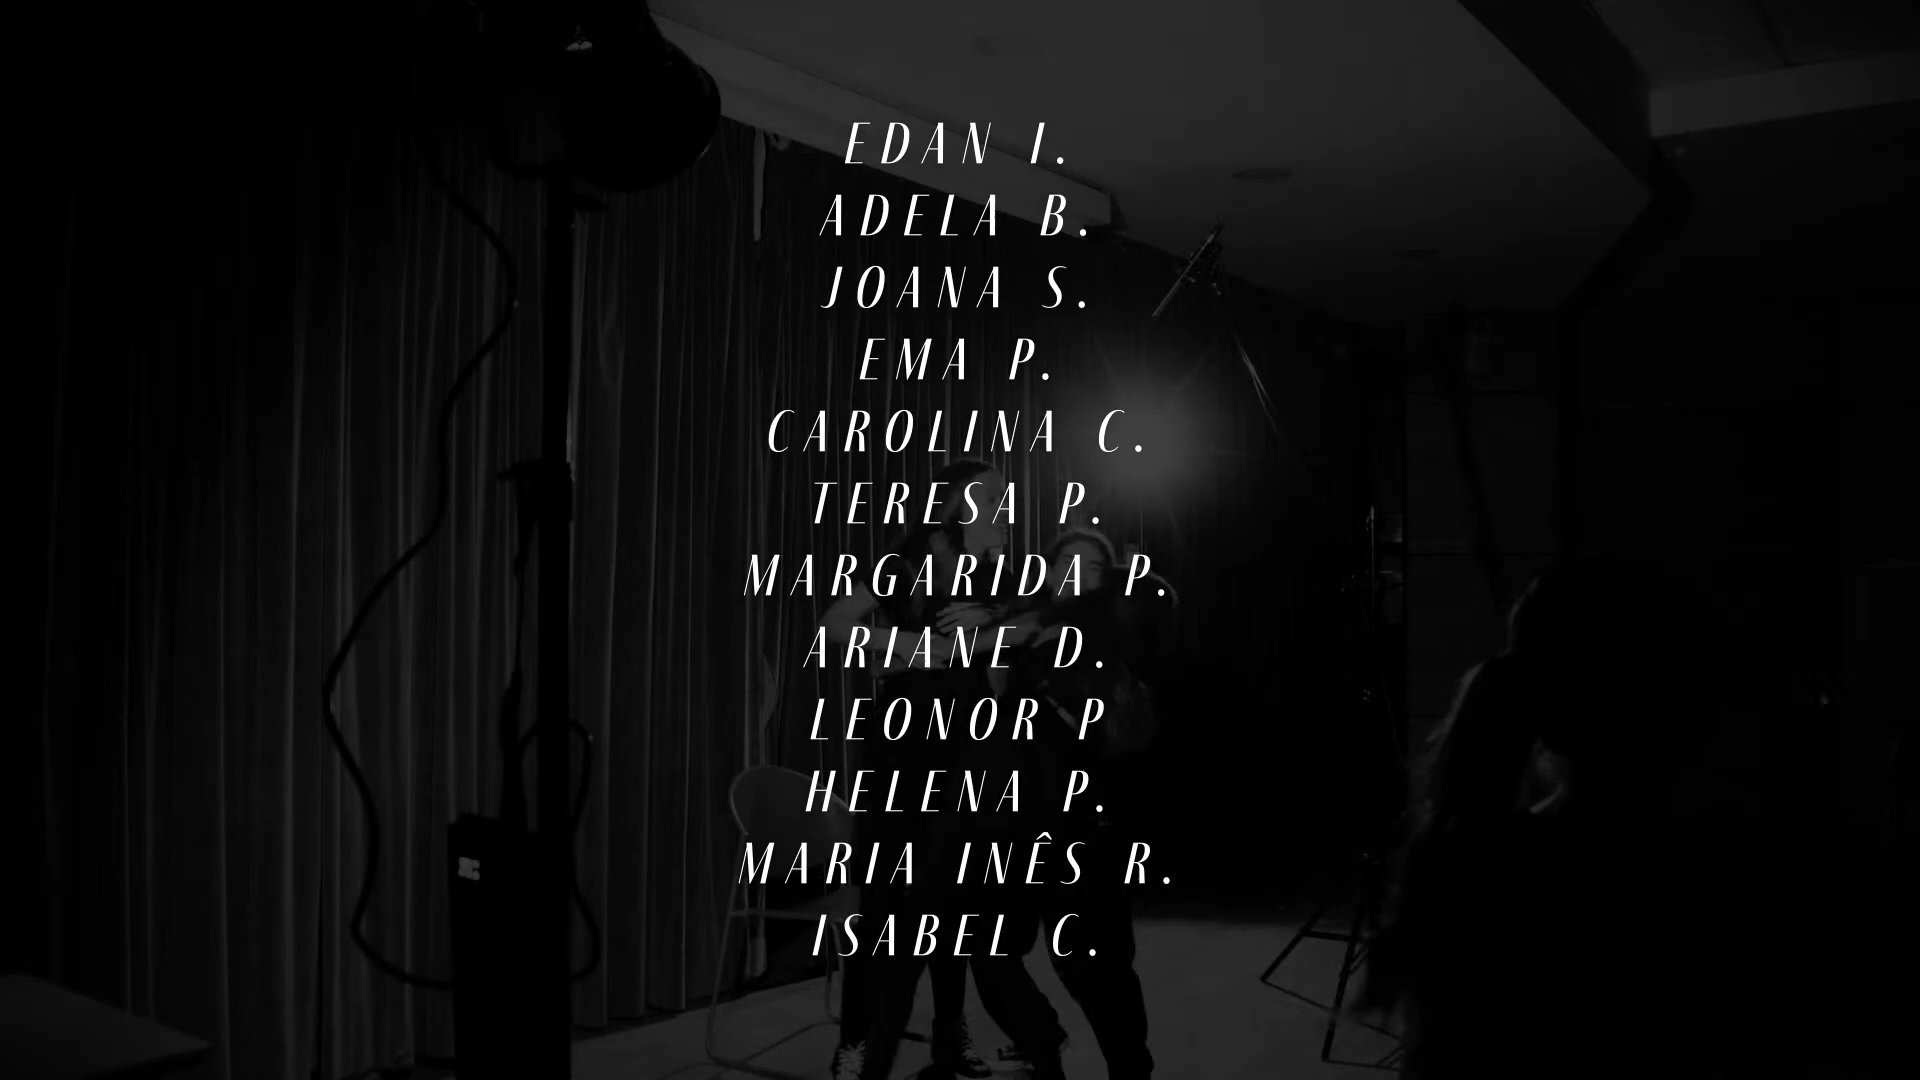 EDAN I.
ADELA B.
JOANA S.
EMA P.
CAROLINA C.
TERESA P.
MARGARIDA P.
ARIANE D.
LEONOR P
HELENA P.
MARIA INÊS R.
ISABEL C.